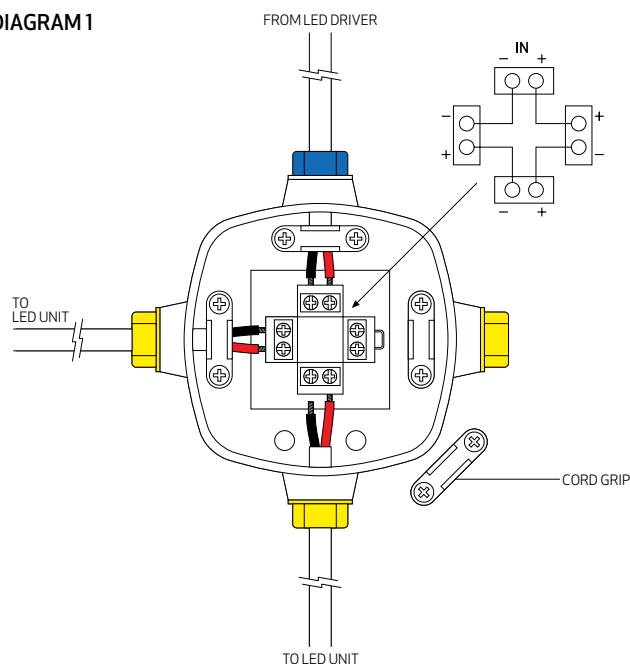 DIAGRAM 1
FROM LED DRIVER
IN
- +
-
+
+
-
- +
TO
LED UNIT
CORD GRIP
TO LED UNIT